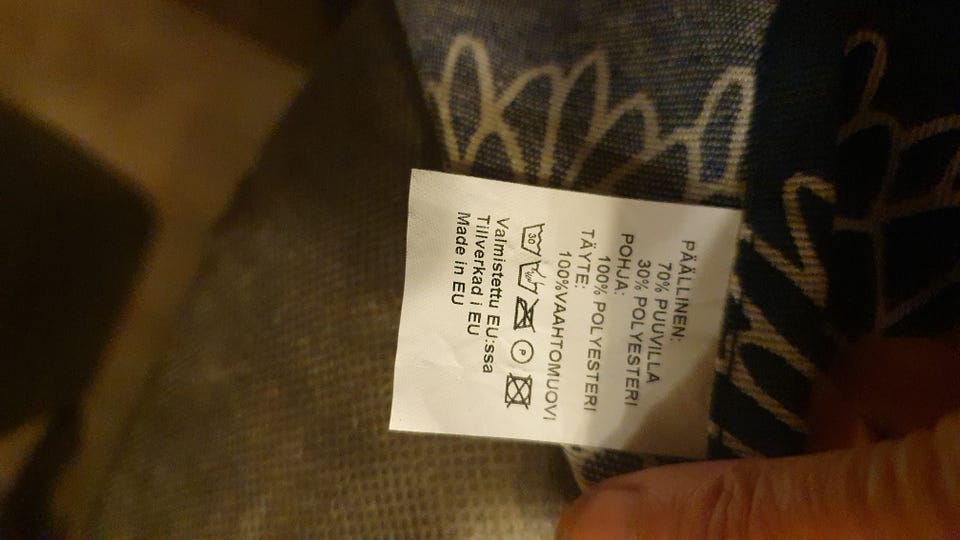 PÄÄLLINEN:
70% PUUVILLA
30% POLYESTERI
POHJA:
100% POLYESTERI
TÄYTE:
100%VAAHTOMUOVI
30 P
Valmistettu EU:ssa
Tillverkad i EU
Made in EU